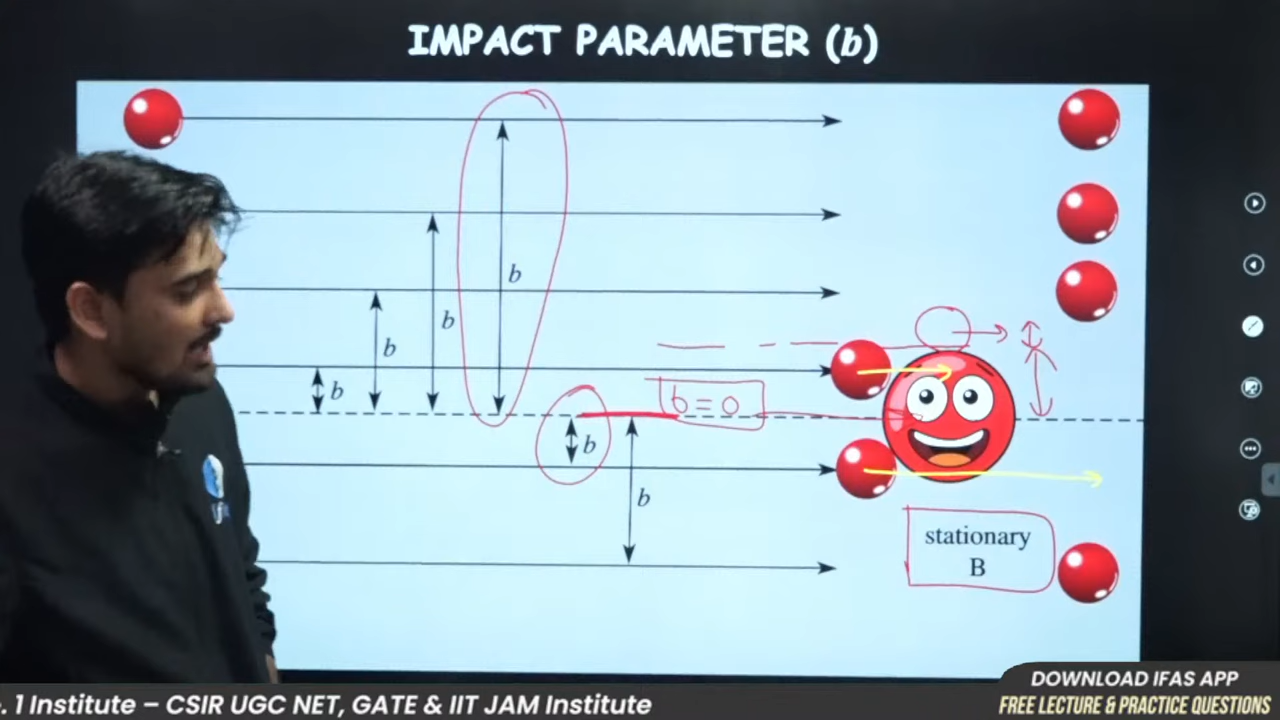 IMPACT PARAMETER (b)
b
b
b
b
b = 0
b
b
stationary
B
DOWNLOAD IFAS APP
FREE LECTURE & PRACTICE QUESTIONS
. 1 Institute – CSIR UGC NET, GATE & IIT JAM Institute